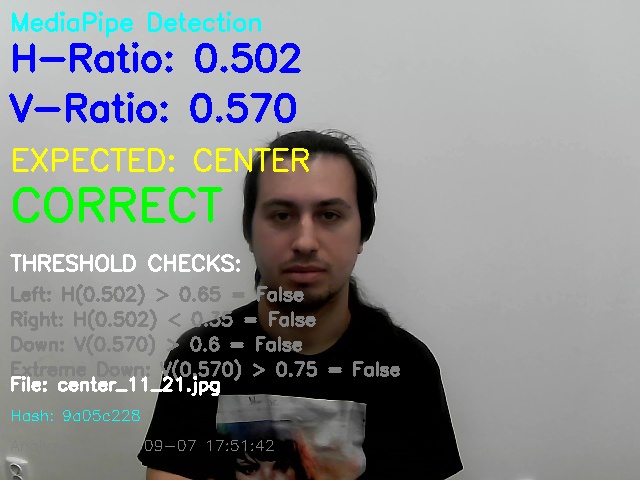 MediaPipe Detection
H-Ratio: 0.502
V-Ratio: 0.570
EXPECTED: CENTER
CORRECT
THRESHOLD CHECKS:
Left: H(0.502) > 0.65 = False
Right: H(0.502) < 0.35 = False
Down: V(0.570) > 0.6 = False
Extreme Down: V(0.570) > 0.75 = False
File: center_11_21.jpg
Hash: 9a05c228
09-07 17:51:42